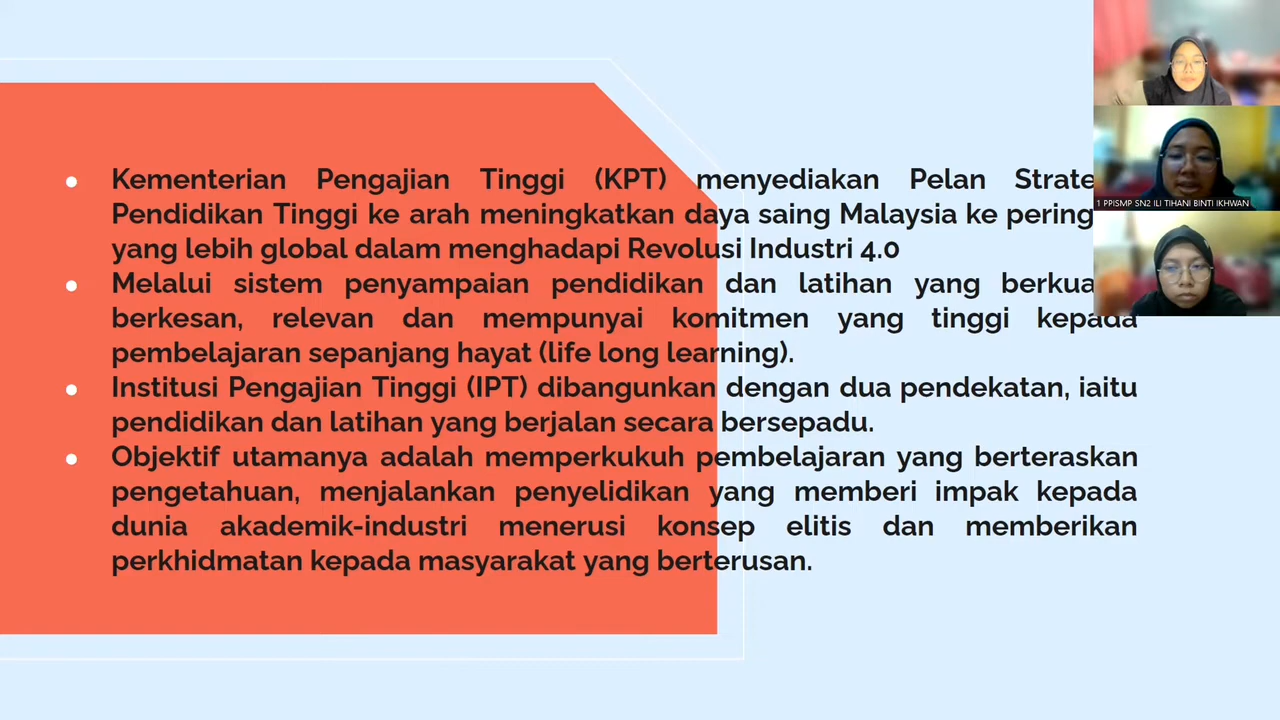 Kementerian Pengajian Tinggi (KPT) menyediakan Pelan
Pendidikan Tinggi ke arah meningkatkan daya saing Malaysia ke
yang lebih global dalam menghadapi Revolusi Industri 4.0
Melalui sistem penyampaian pendidikan dan latihan yang
berkesan, relevan dan mempunyai komitmen yang tinggi kepada
pembelajaran sepanjang hayat (life long learning).
Institusi Pengajian Tinggi (IPT) dibangunkan dengan dua pendekatan, iaitu
pendidikan dan latihan yang berjalan secara bersepadu.
Objektif utamanya adalah memperkukuh pembelajaran yang berteraskan
pengetahuan, menjalankan penyelidikan yang memberi impak kepada
dunia akademik-industri menerusi konsep elitis dan memberikan
perkhidmatan kepada masyarakat yang berterusan.
1 PPISMP SN2 ILI TIHANI BINTI IKHWAN